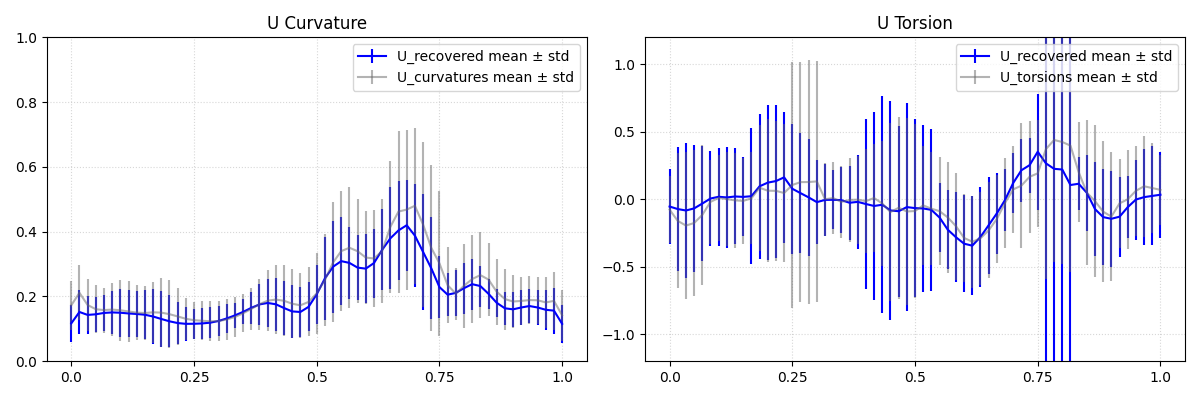 U Curvature
U_recovered mean ± std
U_curvatures mean ± std
1.0
0.8
0.6
0.4
0.2
0.0
0.0 0.25 0.5 0.75 1.0
U Torsion
U_recovered mean ± std
U_torsions mean ± std
1.0
0.5
0.0
−0.5
−1.0
0.0 0.25 0.5 0.75 1.0